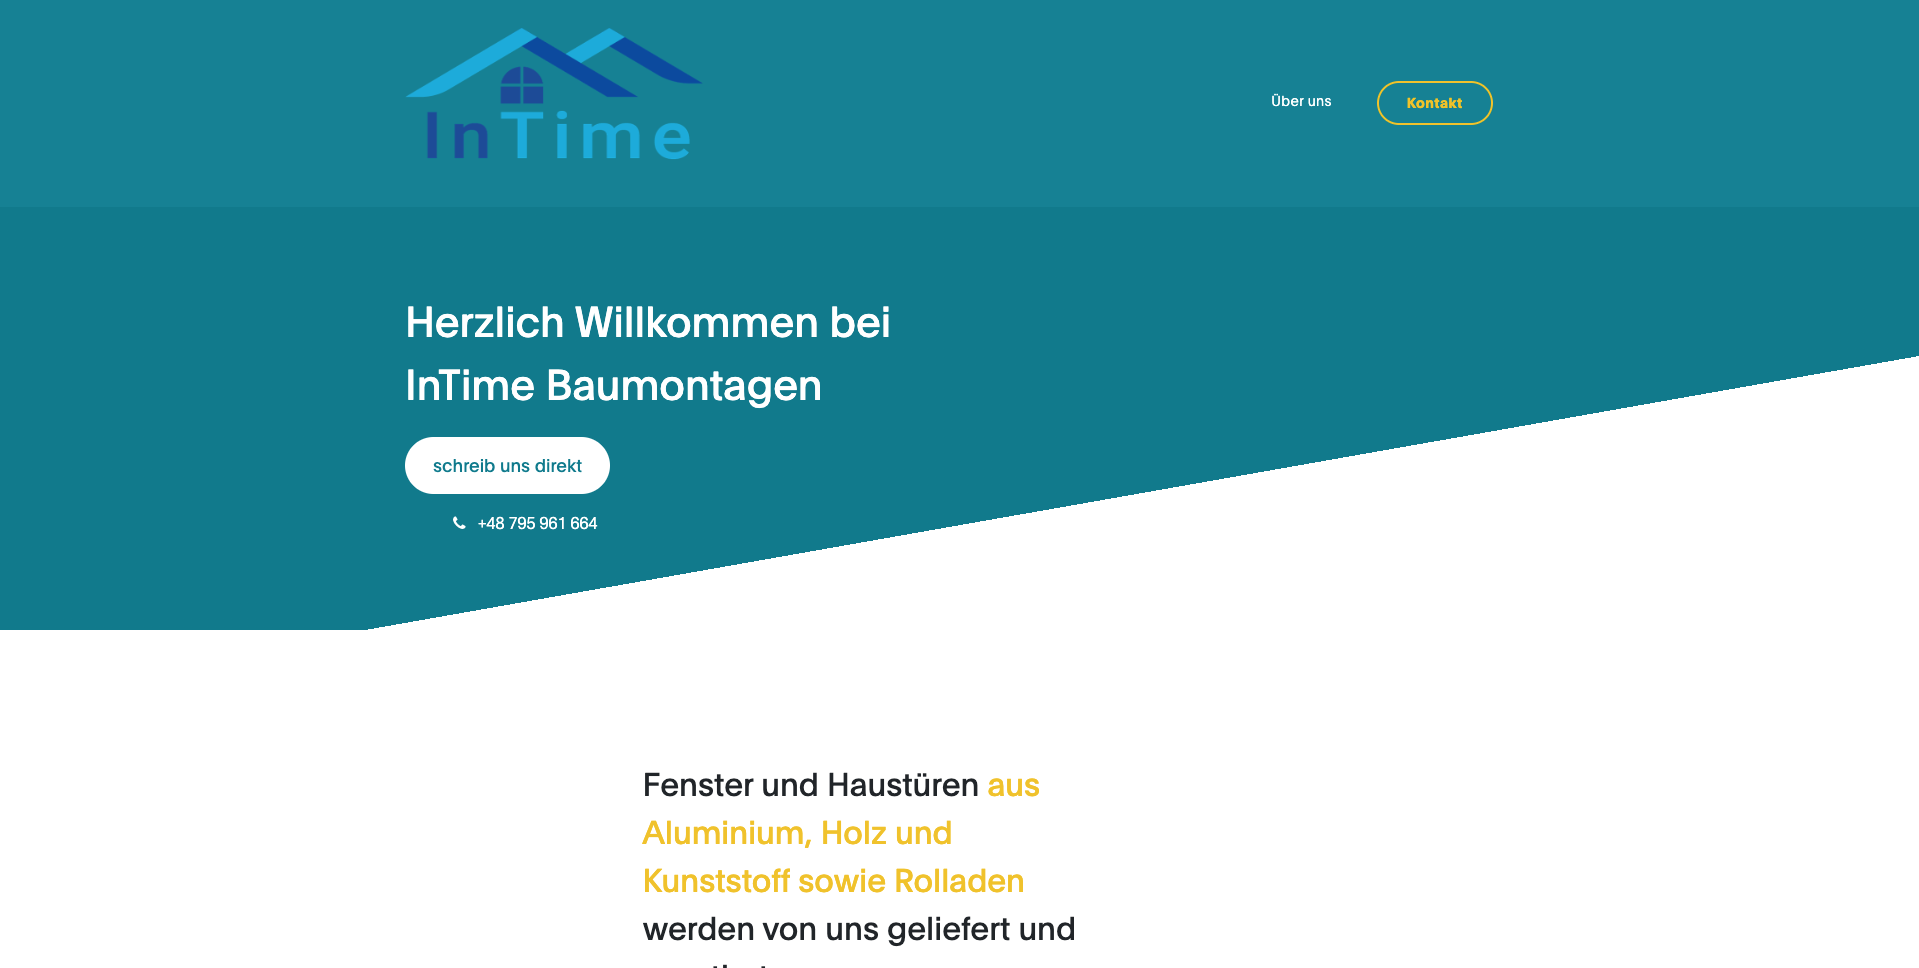 InTime
Über uns
Kontakt
Herzlich Willkommen bei
InTime Baumontagen
schreib uns direkt
+48 795 961 664
Fenster und Haustüren aus
Aluminium, Holz und
Kunststoff sowie Rolladen
werden von uns geliefert und